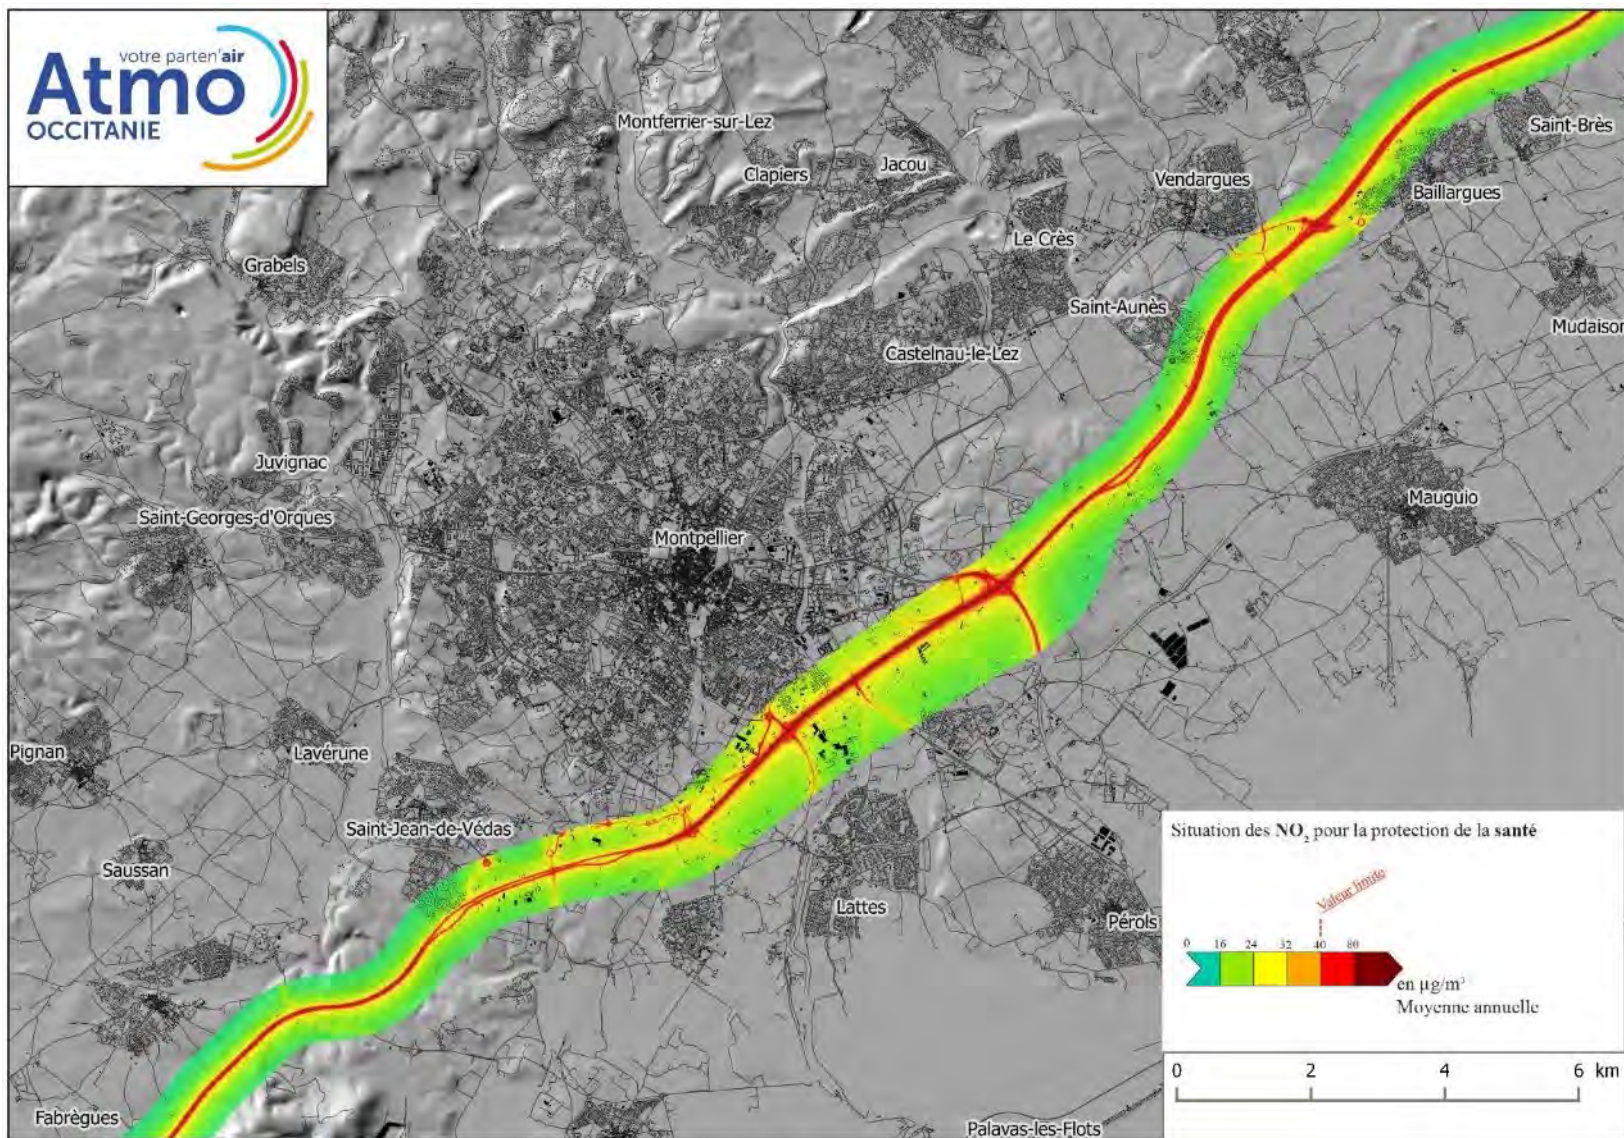 votre parten'air
Atmo
OCCITANIE
Montferrier-sur-Lez
Saint-Brès
Jacou
Clapiers
Vendargues
Baillargues
Le Crès
Grabels
Saint-Aunès
Mudaison
Castelnau-le-Lez
Juvignac
Mauguio
Saint-Georges-d'Orques
Montpellier
Pignan
Lavérune
Saint-Jean-de-Védas
Saussan
Lattes
Pérols
Fabrègues
Palavas-les-Flots
Situation des NO₂ pour la protection de la santé
Valeur limite
0 16 24 32 40 80
en µg/m³
Moyenne annuelle
0 2 4 6 km